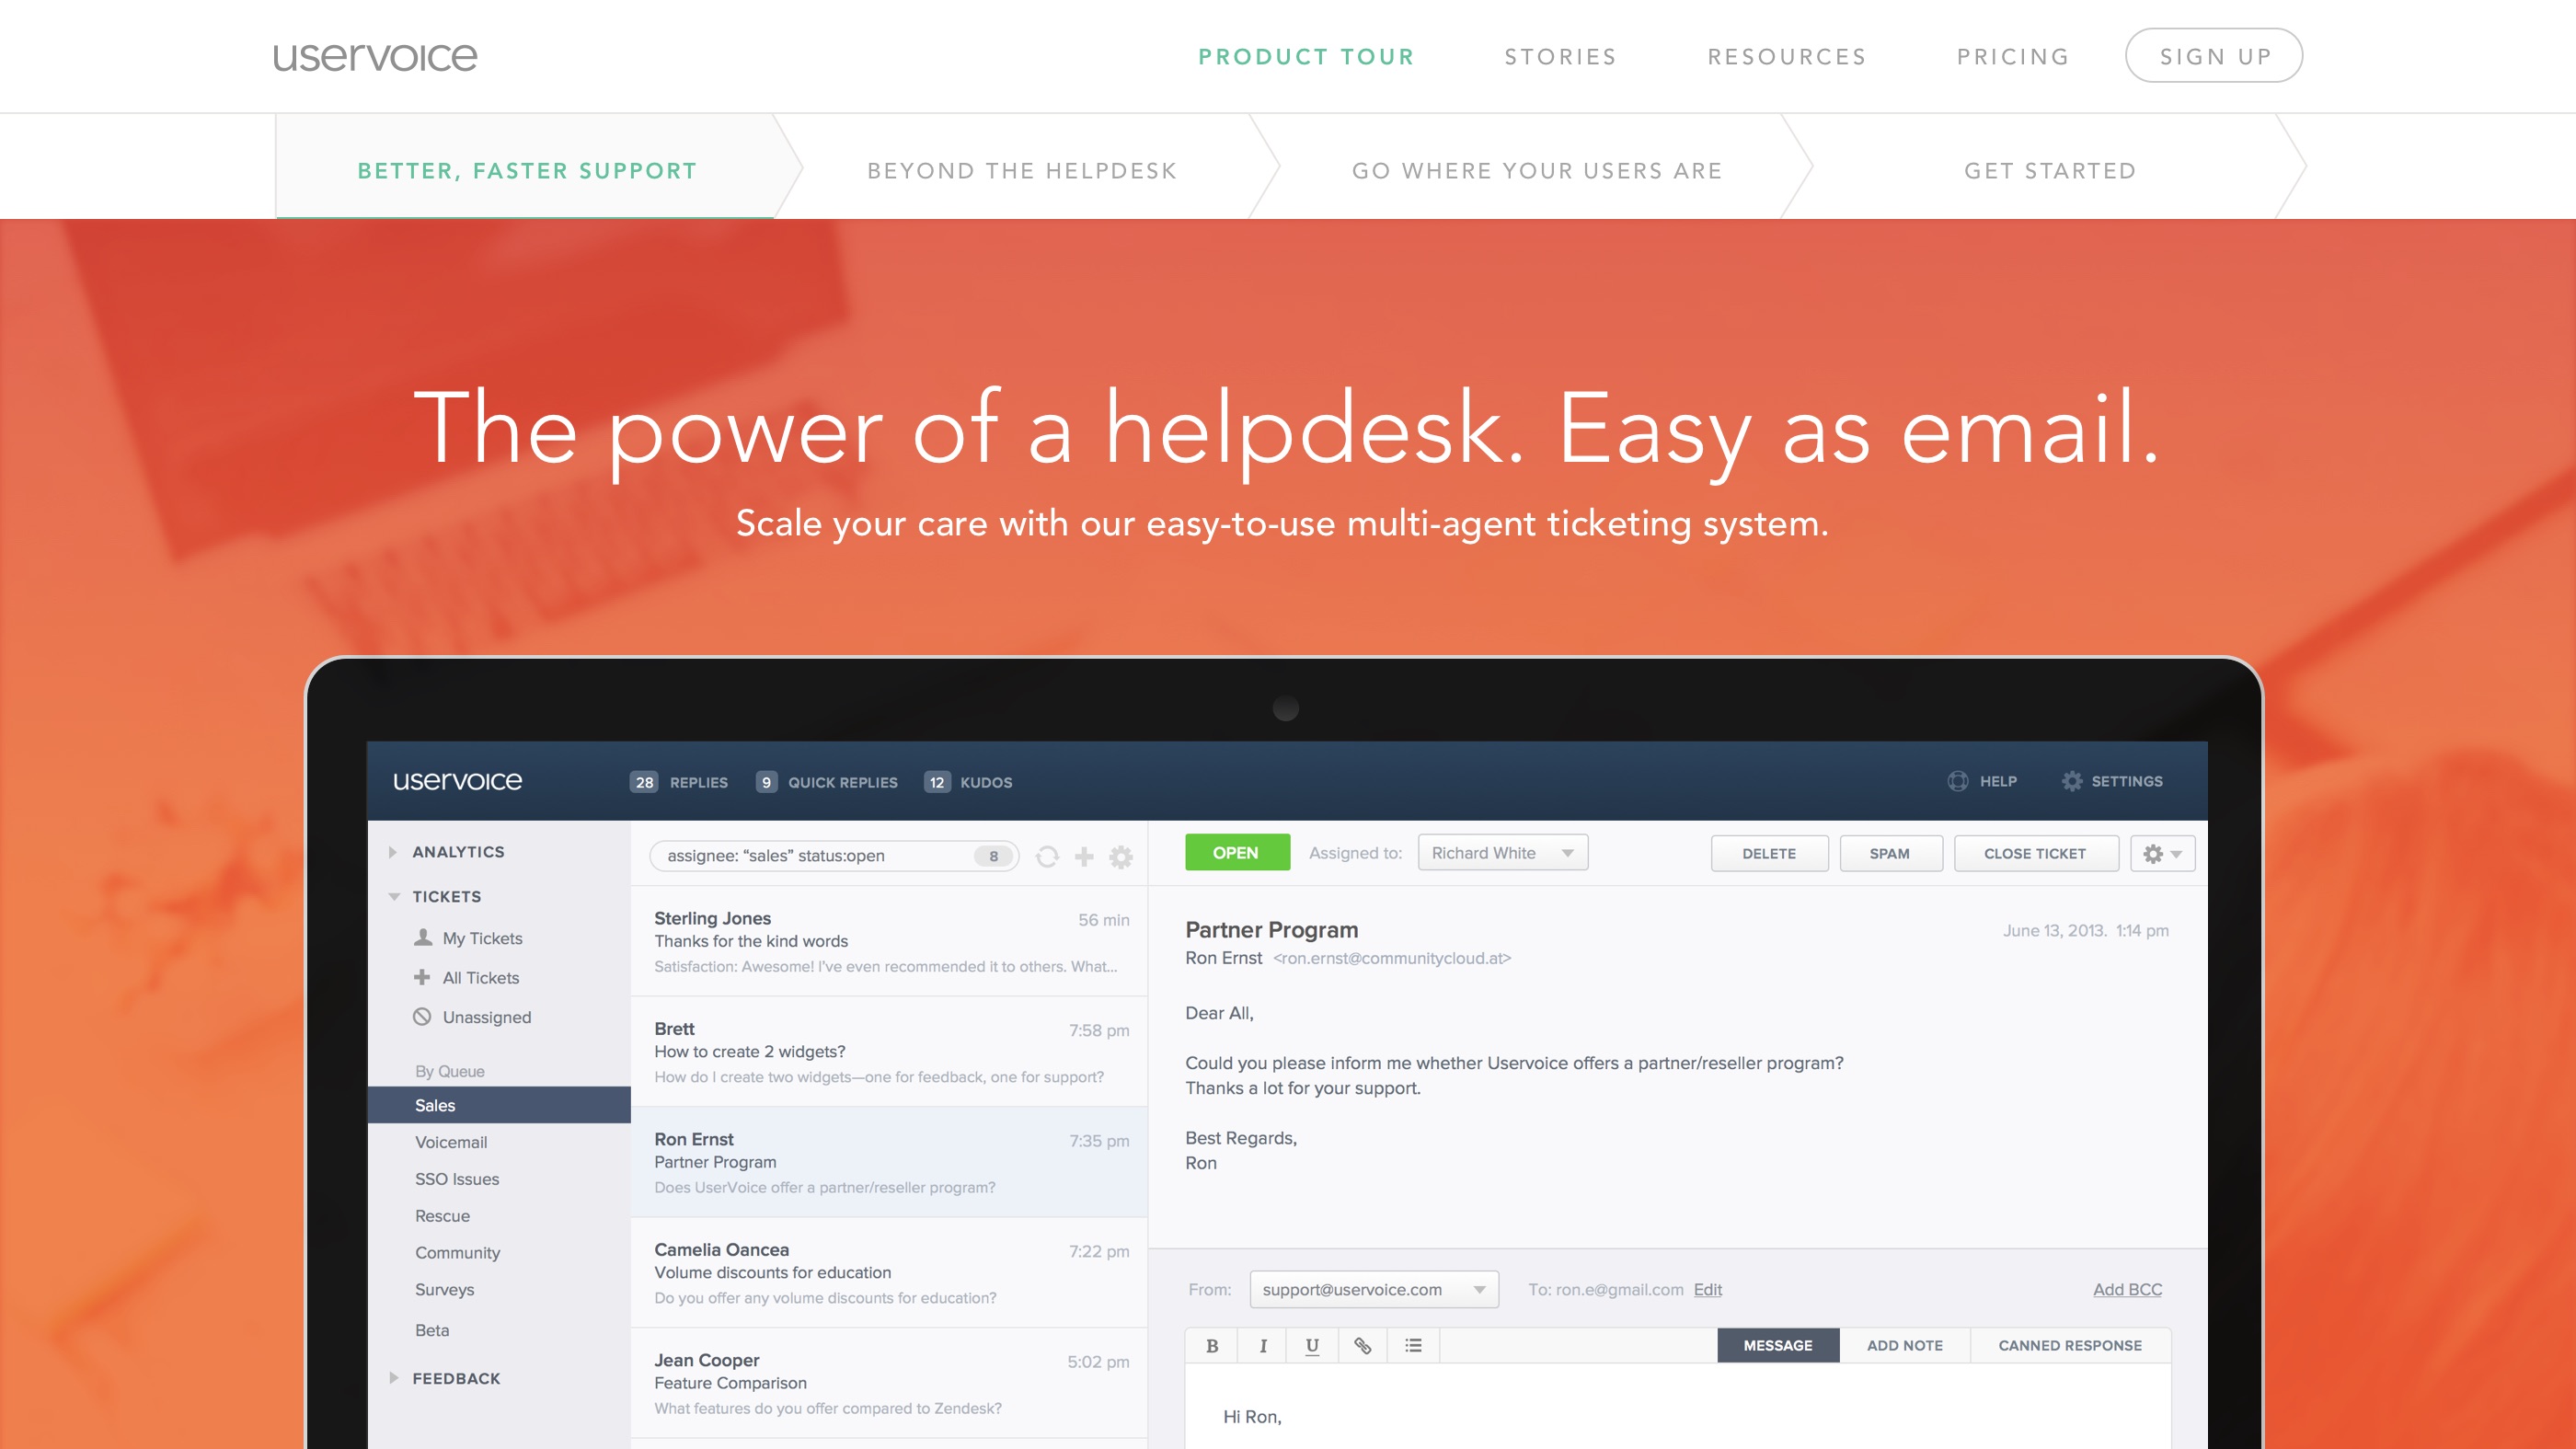 uservoice
PRODUCT TOUR
STORIES
RESOURCES
PRICING
SIGN UP
BETTER, FASTER SUPPORT
BEYOND THE HELPDESK
GO WHERE YOUR USERS ARE
GET STARTED
The power of a helpdesk. Easy as email.
Scale your care with our easy-to-use multi-agent ticketing system.
uservoice
28 REPLIES
9 QUICK REPLIES
12 KUDOS
HELP
SETTINGS
ANALYTICS
TICKETS
My Tickets
All Tickets
Unassigned
By Queue
Sales
Voicemail
SSO Issues
Rescue
Community
Surveys
Beta
FEEDBACK
assignee: “sales” status:open 8
Sterling Jones 56 min
Thanks for the kind words
Satisfaction: Awesome! I've even recommended it to others. What...
Brett 7:58 pm
How to create 2 widgets?
How do I create two widgets—one for feedback, one for support?
Ron Ernst 7:35 pm
Partner Program
Does UserVoice offer a partner/reseller program?
Camelia Oancea 7:22 pm
Volume discounts for education
Do you offer any volume discounts for education?
Jean Cooper 5:02 pm
Feature Comparison
What features do you offer compared to Zendesk?
OPEN
Assigned to: Richard White
DELETE
SPAM
CLOSE TICKET
Partner Program June 13, 2013. 1:14 pm
Ron Ernst <ron.ernst@communitycloud.at>
Dear All,
Could you please inform me whether Uservoice offers a partner/reseller program?
Thanks a lot for your support.
Best Regards,
Ron
From: support@uservoice.com To: ron.e@gmail.com Edit Add BCC
B I U
MESSAGE
ADD NOTE
CANNED RESPONSE
Hi Ron,